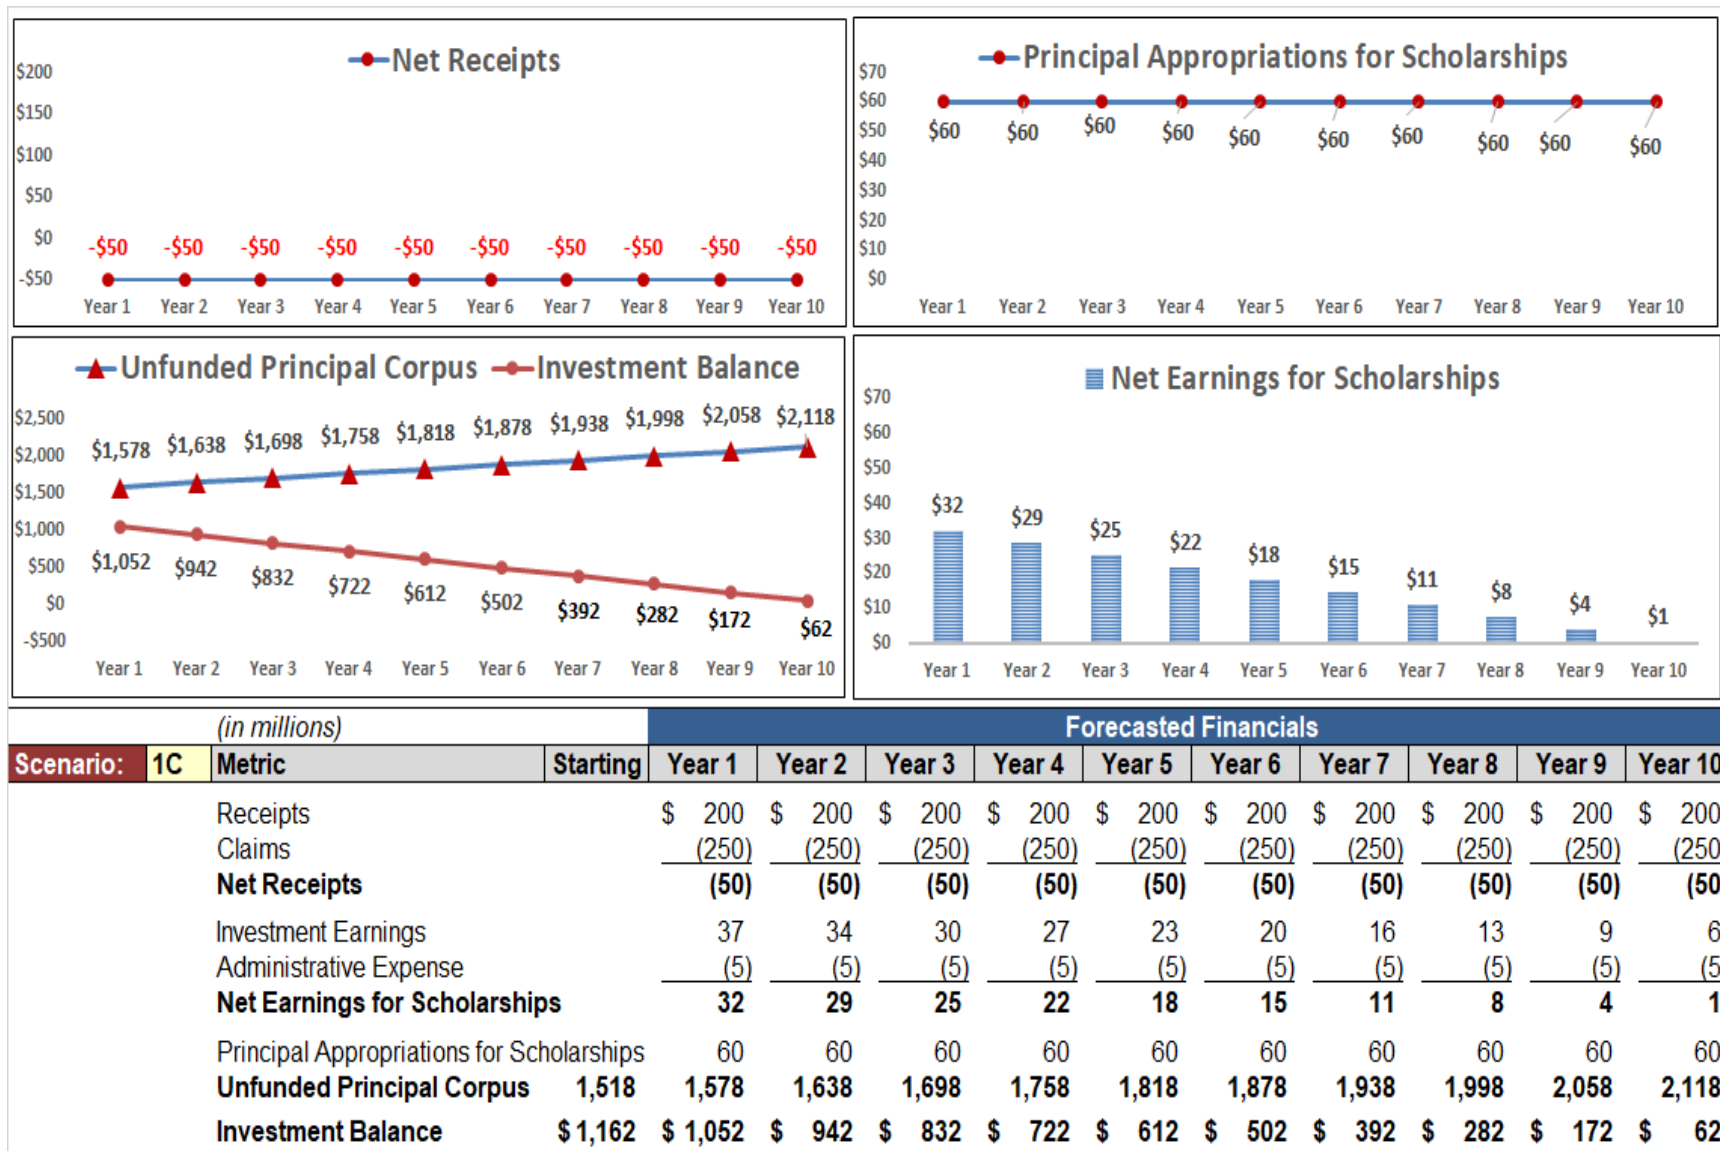 Net Receipts
$200
$150
$100
$50
$0
-$50
-$50 -$50 -$50 -$50 -$50 -$50 -$50 -$50 -$50 -$50
Year 1 Year 2 Year 3 Year 4 Year 5 Year 6 Year 7 Year 8 Year 9 Year 10
Principal Appropriations for Scholarships
$70
$60
$50
$40
$30
$20
$10
$0
$60 $60 $60 $60 $60 $60 $60 $60 $60 $60
Year 1 Year 2 Year 3 Year 4 Year 5 Year 6 Year 7 Year 8 Year 9 Year 10
Unfunded Principal Corpus Investment Balance
$2,500
$2,000
$1,500
$1,000
$500
$0
-$500
$1,578 $1,638 $1,698 $1,758 $1,818 $1,878 $1,938 $1,998 $2,058 $2,118
$1,052 $942 $832 $722 $612 $502 $392 $282 $172 $62
Year 1 Year 2 Year 3 Year 4 Year 5 Year 6 Year 7 Year 8 Year 9 Year 10
Net Earnings for Scholarships
$70
$60
$50
$40
$30
$20
$10
$0
$32 $29 $25 $22 $18 $15 $11 $8 $4 $1
Year 1 Year 2 Year 3 Year 4 Year 5 Year 6 Year 7 Year 8 Year 9 Year 10
(in millions) Forecasted Financials
Scenario: 1C Metric Starting Year 1 Year 2 Year 3 Year 4 Year 5 Year 6 Year 7 Year 8 Year 9 Year 10
Receipts $ 200 $ 200 $ 200 $ 200 $ 200 $ 200 $ 200 $ 200 $ 200 $ 200
Claims (250) (250) (250) (250) (250) (250) (250) (250) (250) (250
Net Receipts (50) (50) (50) (50) (50) (50) (50) (50) (50) (50
Investment Earnings 37 34 30 27 23 20 16 13 9 6
Administrative Expense (5) (5) (5) (5) (5) (5) (5) (5) (5) (5
Net Earnings for Scholarships 32 29 25 22 18 15 11 8 4 1
Principal Appropriations for Scholarships 60 60 60 60 60 60 60 60 60 60
Unfunded Principal Corpus 1,518 1,578 1,638 1,698 1,758 1,818 1,878 1,938 1,998 2,058 2,118
Investment Balance $ 1,162 $ 1,052 $ 942 $ 832 $ 722 $ 612 $ 502 $ 392 $ 282 $ 172 $ 62